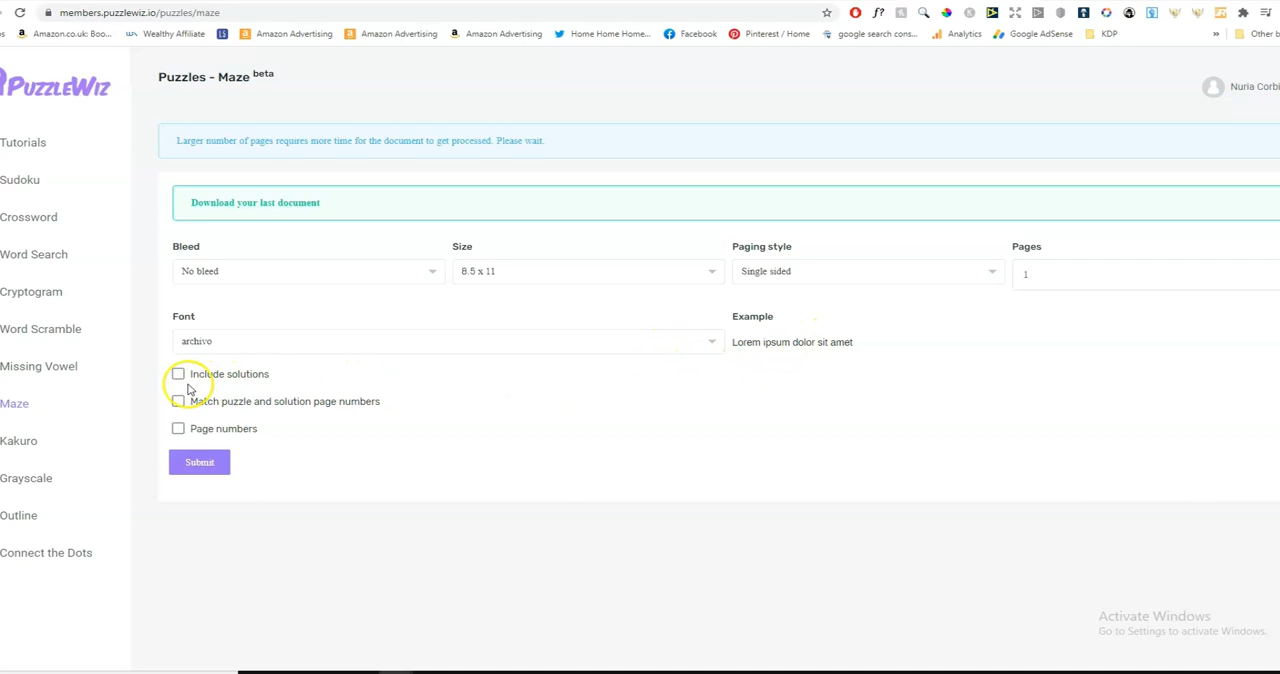 members.puzzlewiz.io/puzzles/maze
f?
Amazon.co.uk: Boo...
Wealthy Affiliate
LS
Amazon Advertising
Amazon Advertising
Amazon Advertising
Home Home Home...
Facebook
Pinterest / Home
google search cons...
Analytics
Google AdSense
KDP
»
Other b
PUZZLEWIZ
Puzzles - Maze beta
Nuria Corbi
Larger number of pages requires more time for the document to get processed. Please wait.
Download your last document
Tutorials
Sudoku
Crossword
Word Search
Cryptogram
Word Scramble
Missing Vowel
Maze
Kakuro
Grayscale
Outline
Connect the Dots
Bleed
Size
Paging style
Pages
No bleed
8.5 x 11
Single sided
1
Font
Example
archivo
Lorem ipsum dolor sit amet
Include solutions
Match puzzle and solution page numbers
Page numbers
Submit
Activate Windows
Go to Settings to activate Windows.